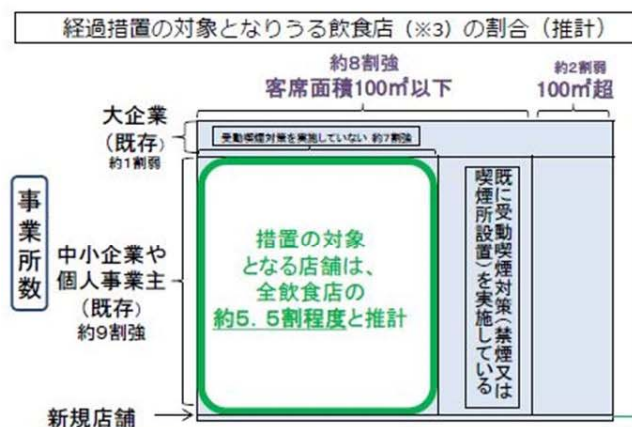 経過措置の対象となりうる飲食店（※3）の割合（推計）
約8割強
客席面積100㎡以下
約2割弱
100㎡超
大企業
（既存）
約1割弱
受動喫煙対策を実施していない 約7割強
事業所数
中小企業や
個人事業主
（既存）
約9割強
措置の対象
となる店舗は、
全飲食店の
約5．5割程度と推計
既に受動喫煙対策（禁煙又は
喫煙所設置）を実施している
新規店舗